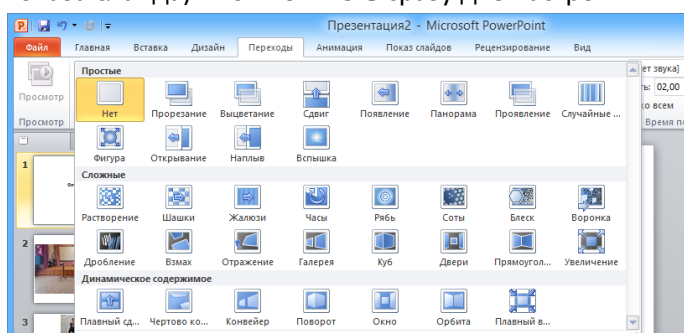 Презентация2 - Microsoft PowerPoint
Файл Главная Вставка Дизайн Переходы Анимация Показ слайдов Рецензирование Вид
Просмотр
Просмотр
Простые
Нет Прорезание Выцветание Сдвиг Появление Панорама Проявление Случайные ...
Фигура Открывание Наплыв Вспышка
Сложные
Растворение Шашки Жалюзи Часы Рябь Соты Блеск Воронка
Дробление Взмах Отражение Галерея Куб Двери Прямоугол... Увеличение
Динамическое содержимое
Плавный сд... Чертово ко... Конвейер Поворот Окно Орбита Плавный в...
ет звука]
ь: 02,00
о всем
Время п
1
2
3